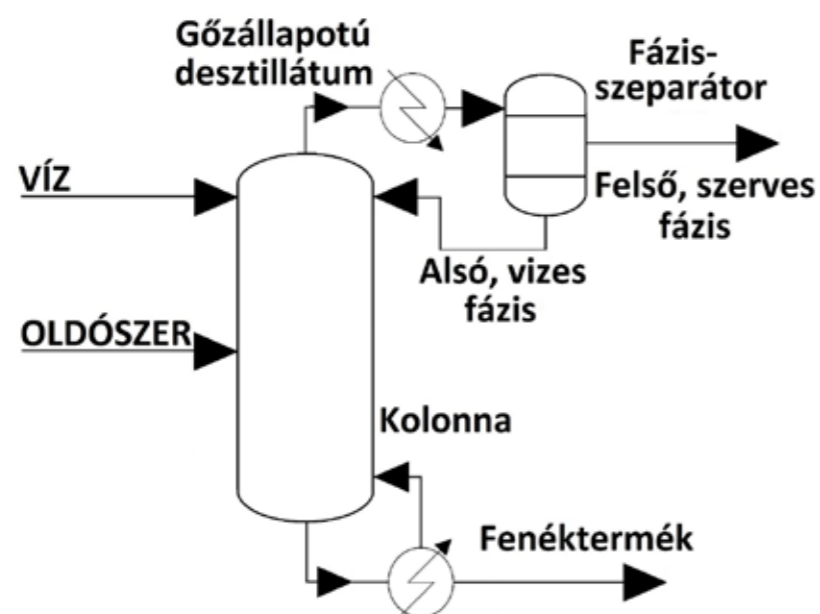 Gőzállapotú
desztillátum
Fázis-
szeparátor
VÍZ
Felső, szerves
fázis
Alsó, vizes
fázis
OLDÓSZER
Kolonna
Fenéktermék